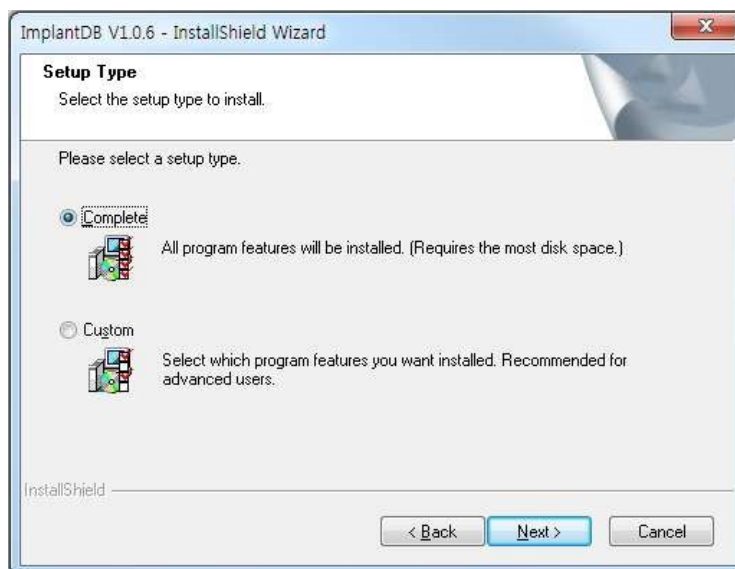 ImplantDB V1.0.6 - InstallShield Wizard
Setup Type
Select the setup type to install.
Please select a setup type.
Complete
All program features will be installed. (Requires the most disk space.)
Custom
Select which program features you want installed. Recommended for
advanced users.
InstallShield
< Back
Next >
Cancel